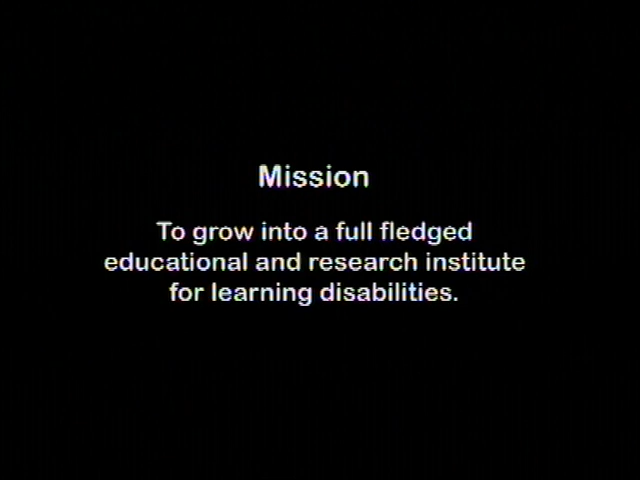 Mission
To grow into a full fledged
educational and research institute
for learning disabilities.